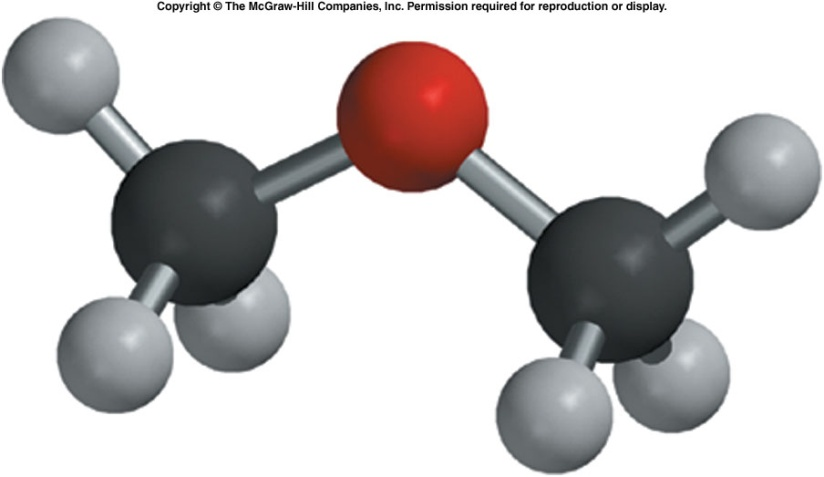 Copyright © The McGraw-Hill Companies, Inc. Permission required for reproduction or display.